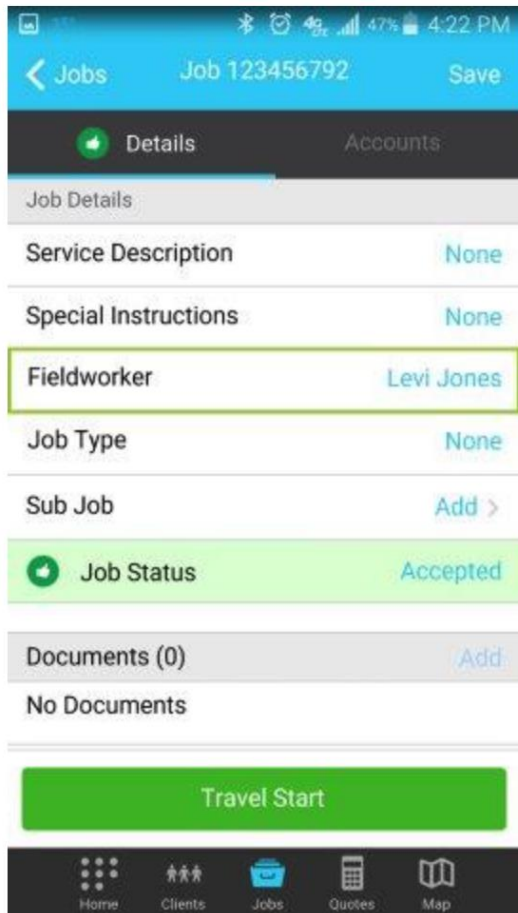 47% 4:22 PM
Jobs Job 123456792 Save
Details Accounts
Job Details
Service Description None
Special Instructions None
Fieldworker Levi Jones
Job Type None
Sub Job Add >
Job Status Accepted
Documents (0) Add
No Documents
Travel Start
Home Clients Jobs Quotes Map